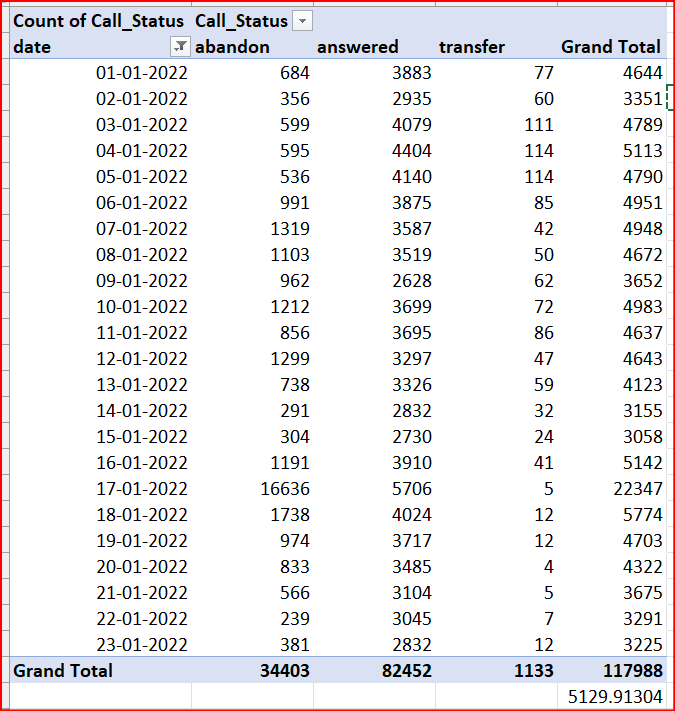 Count of Call_Status Call_Status
date abandon answered transfer Grand Total
01-01-2022 684 3883 77 4644
02-01-2022 356 2935 60 3351
03-01-2022 599 4079 111 4789
04-01-2022 595 4404 114 5113
05-01-2022 536 4140 114 4790
06-01-2022 991 3875 85 4951
07-01-2022 1319 3587 42 4948
08-01-2022 1103 3519 50 4672
09-01-2022 962 2628 62 3652
10-01-2022 1212 3699 72 4983
11-01-2022 856 3695 86 4637
12-01-2022 1299 3297 47 4643
13-01-2022 738 3326 59 4123
14-01-2022 291 2832 32 3155
15-01-2022 304 2730 24 3058
16-01-2022 1191 3910 41 5142
17-01-2022 16636 5706 5 22347
18-01-2022 1738 4024 12 5774
19-01-2022 974 3717 12 4703
20-01-2022 833 3485 4 4322
21-01-2022 566 3104 5 3675
22-01-2022 239 3045 7 3291
23-01-2022 381 2832 12 3225
Grand Total 34403 82452 1133 117988
5129.91304